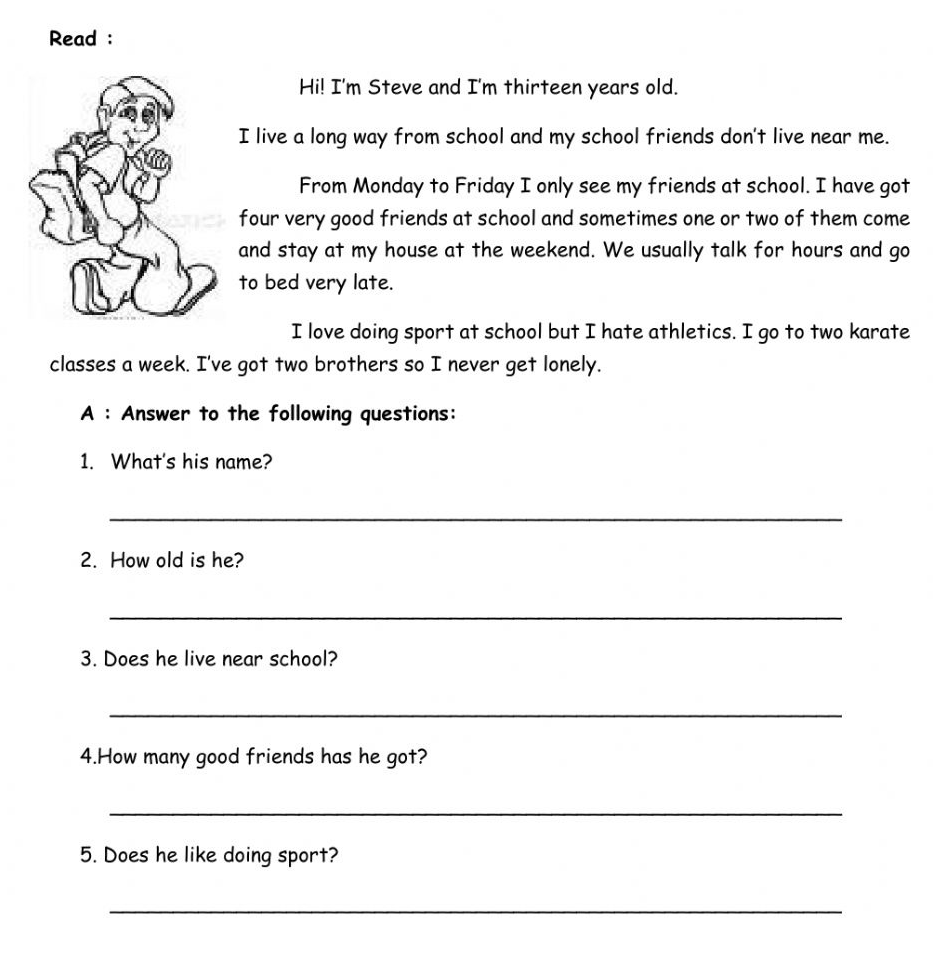 Read :
Hi! I'm Steve and I'm thirteen years old.
I live a long way from school and my school friends don't live near me.
From Monday to Friday I only see my friends at school. I have got
four very good friends at school and sometimes one or two of them come
and stay at my house at the weekend. We usually talk for hours and go
to bed very late.
I love doing sport at school but I hate athletics. I go to two karate
classes a week. I've got two brothers so I never get lonely.
A : Answer to the following questions:
1. What's his name?
2. How old is he?
3. Does he live near school?
4.How many good friends has he got?
5. Does he like doing sport?